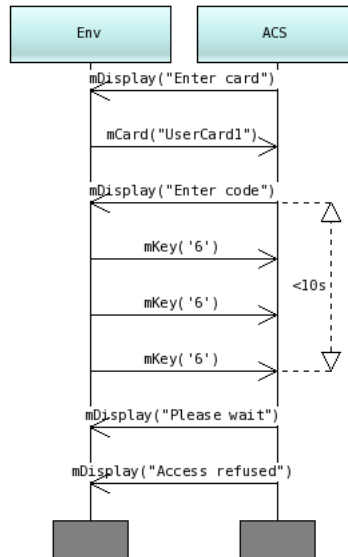 Env
ACS
mDisplay("Enter card")
mCard("UserCard1")
mDisplay("Enter code")
mKey('6')
<10s
mKey('6')
mKey('6')
mDisplay("Please wait")
mDisplay("Access refused")